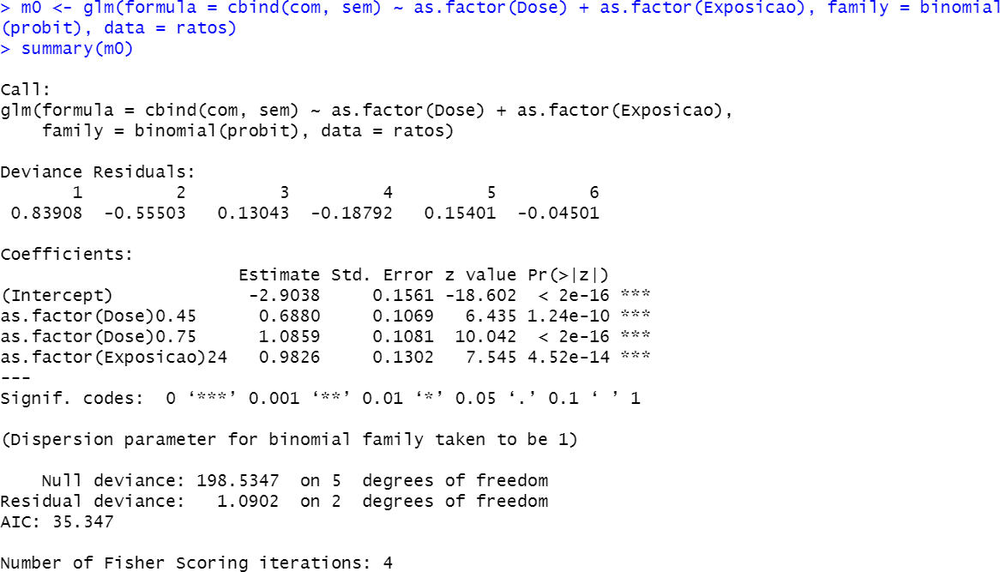 > m0 <- glm(formula = cbind(com, sem) ~ as.factor(Dose) + as.factor(Exposicao), family = binomial
(probit), data = ratos)
> summary(m0)
Call:
glm(formula = cbind(com, sem) ~ as.factor(Dose) + as.factor(Exposicao),
    family = binomial(probit), data = ratos)
Deviance Residuals:
       1         2         3         4         5         6
 0.83908  -0.55503   0.13043  -0.18792   0.15401  -0.04501
Coefficients:
                       Estimate Std. Error z value Pr(>|z|)
(Intercept)             -2.9038     0.1561 -18.602  < 2e-16 ***
as.factor(Dose)0.45      0.6880     0.1069   6.435 1.24e-10 ***
as.factor(Dose)0.75      1.0859     0.1081  10.042  < 2e-16 ***
as.factor(Exposicao)24   0.9826     0.1302   7.545 4.52e-14 ***
---
Signif. codes:  0 ‘***’ 0.001 ‘**’ 0.01 ‘*’ 0.05 ‘.’ 0.1 ‘ ’ 1
(Dispersion parameter for binomial family taken to be 1)
    Null deviance: 198.5347  on 5  degrees of freedom
Residual deviance:   1.0902  on 2  degrees of freedom
AIC: 35.347
Number of Fisher Scoring iterations: 4